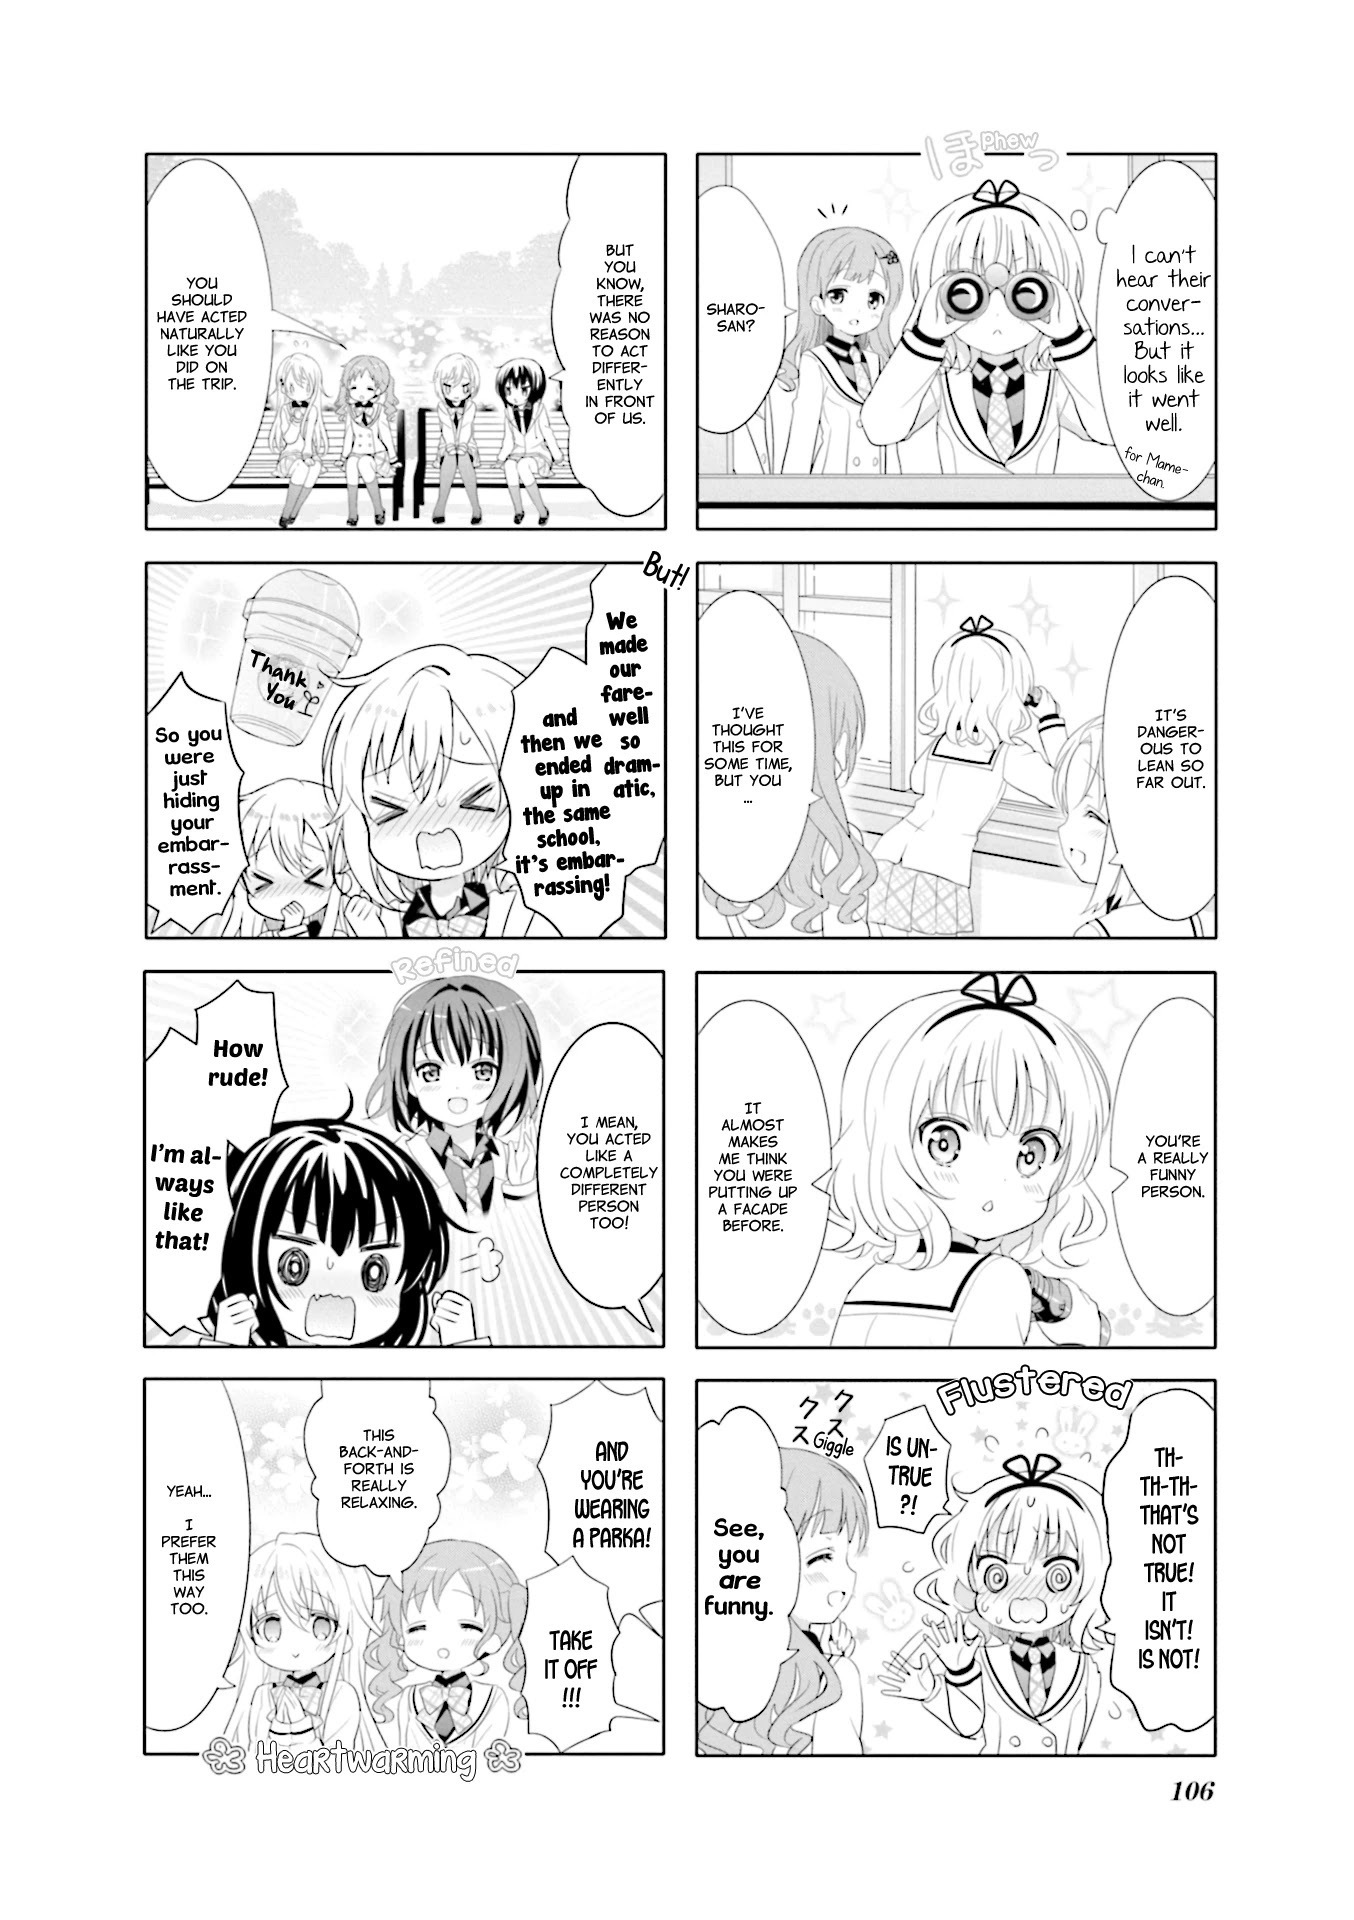 ほっ
Phew
I can't
hear their
conver-
sations...
But it
looks like
it went
well.
for Mame-
chan.
SHARO-
SAN?
IT'S
DANGER-
OUS TO
LEAN SO
FAR OUT.
I'VE
THOUGHT
THIS FOR
SOME TIME,
BUT YOU
...
YOU'RE
A REALLY
FUNNY
PERSON.
IT
ALMOST
MAKES
ME THINK
YOU WERE
PUTTING UP
A FACADE
BEFORE.
Flustered
TH-
TH-TH-
THAT'S
NOT
TRUE!
IT
ISN'T!
IS NOT!
IS UN-
TRUE
?!
クス
クス
Giggle
See,
you
are
funny.
BUT
YOU
KNOW,
THERE
WAS NO
REASON
TO ACT
DIFFER-
ENTLY
IN FRONT
OF US.
YOU
SHOULD
HAVE ACTED
NATURALLY
LIKE YOU
DID ON
THE TRIP.
But!
We
made
our
fare-
well
so
dram-
atic,
and
then we
ended
up in
the same
school,
it's embar-
rassing!
Thank
You
So you
were
just
hiding
your
embar-
rass-
ment.
Refined
I MEAN,
YOU ACTED
LIKE A
COMPLETELY
DIFFERENT
PERSON
TOO!
How
rude!
I'm al-
ways
like
that!
AND
YOU'RE
WEARING
A PARKA!
TAKE
IT OFF
!!!
THIS
BACK-AND-
FORTH IS
REALLY
RELAXING.
YEAH...
I
PREFER
THEM
THIS
WAY
TOO.
Heartwarming
106